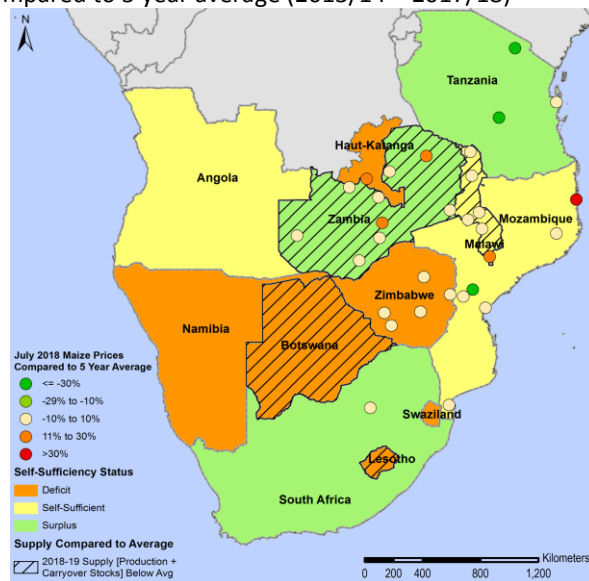 mpared to 5 year average (2013/14 – 2017/18)
N
Tanzania
Haut-Katanga
Angola
Zambia
Mozambique
Malawi
Zimbabwe
Namibia
Botswana
Swaziland
Lesotho
South Africa
July 2018 Maize Prices
Compared to 5 Year Average
<= -30%
-29% to -10%
-10% to 10%
11% to 30%
>30%
Self-Sufficiency Status
Deficit
Self-Sufficient
Surplus
Supply Compared to Average
2018-19 Supply [Production +
Carryover Stocks] Below Avg
Kilometers
0 300 600 1,200